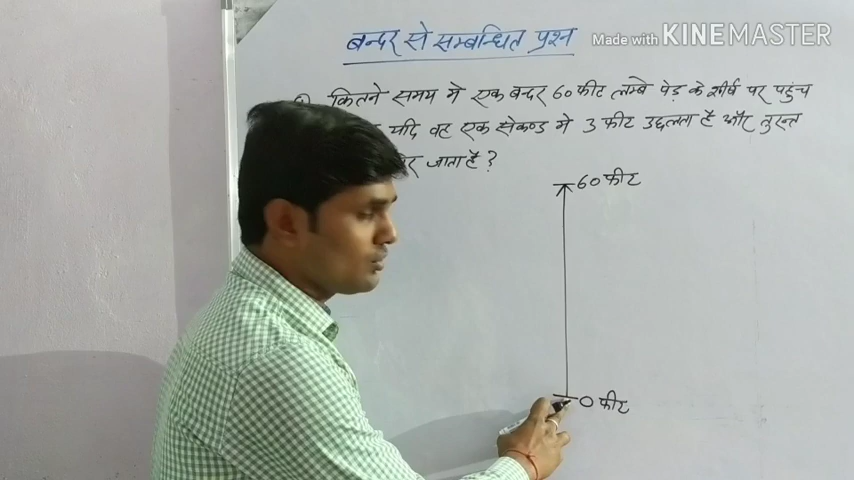 बन्दर से सम्बन्धित प्रश्न
Made with KINEMASTER
कितने समय मे एक बन्दर 60 फीट लम्बे पेड़ के शीर्ष पर पहुंच
यदि वह एक सेकण्ड मे 3 फीट उछलता है और तुरन्त
जाता है ?
60 फीट
0 फीट